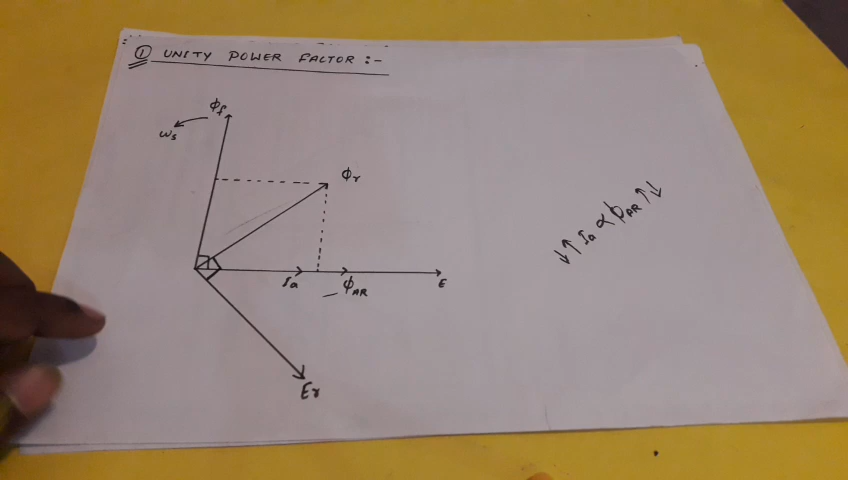 ① UNITY POWER FACTOR :-
ϕf
ωs
ϕr
↓↑ Ia ∝ ϕAR ↑↓
Ia
ϕAR
E
Er